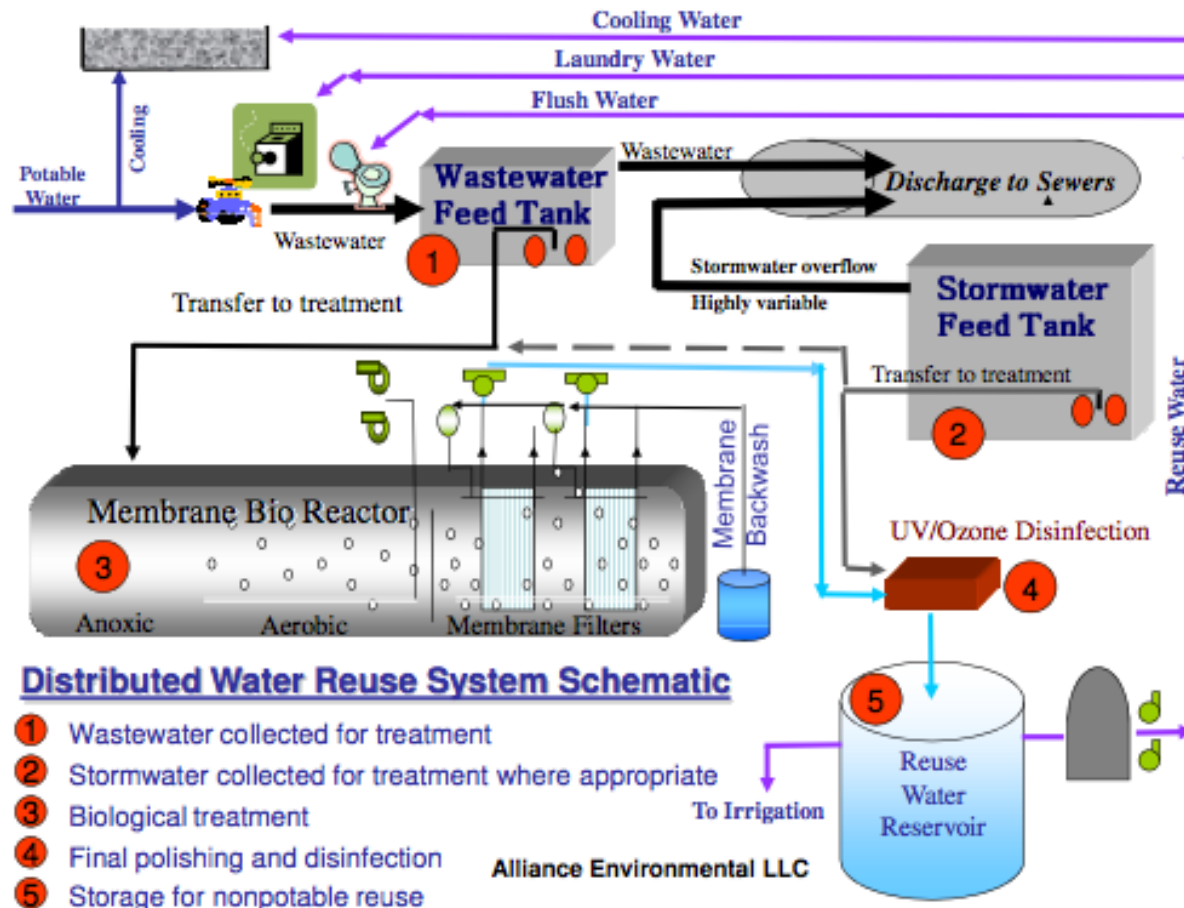 Cooling Water
Laundry Water
Flush Water
Cooling
Potable
Water
Wastewater
Wastewater
Feed Tank
1
Wastewater
Discharge to Sewers
Stormwater overflow
Highly variable
Stormwater
Feed Tank
Transfer to treatment
2
Reuse Water
Transfer to treatment
Membrane Bio Reactor
3
Anoxic
Aerobic
Membrane Filters
Membrane
Backwash
UV/Ozone Disinfection
4
5
Reuse
Water
Reservoir
To Irrigation
Distributed Water Reuse System Schematic
1 Wastewater collected for treatment
2 Stormwater collected for treatment where appropriate
3 Biological treatment
4 Final polishing and disinfection
5 Storage for nonpotable reuse
Alliance Environmental LLC